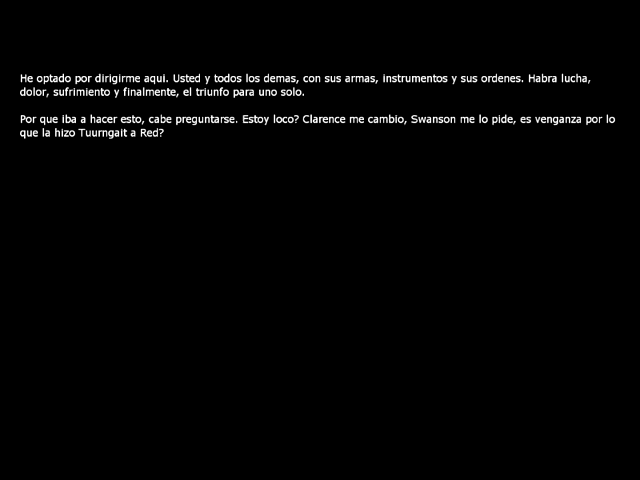 He optado por dirigirme aqui. Usted y todos los demas, con sus armas, instrumentos y sus ordenes. Habra lucha,
dolor, sufrimiento y finalmente, el triunfo para uno solo.
Por que iba a hacer esto, cabe preguntarse. Estoy loco? Clarence me cambio, Swanson me lo pide, es venganza por lo
que la hizo Tuurngait a Red?